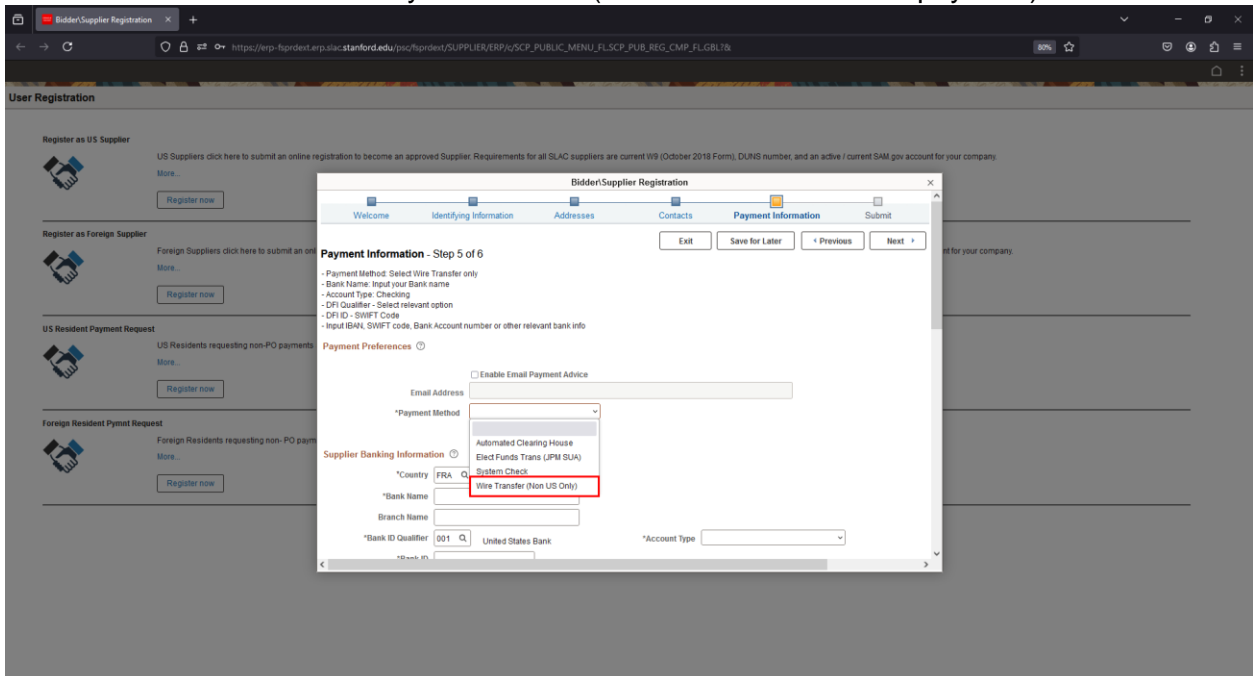 Bidder\Supplier Registration
https://erp-fsprdext.erp.slac.stanford.edu/psc/fsprdext/SUPPLIER/ERP/c/SCP_PUBLIC_MENU_FL.SCP_PUB_REG_CMP_FL.GBL?&
80%
User Registration
Register as US Supplier
US Suppliers click here to submit an online registration to become an approved Supplier. Requirements for all SLAC suppliers are current W9 (October 2018 Form), DUNS number, and an active / current SAM.gov account for your company.
More...
Register now
Register as Foreign Supplier
Foreign Suppliers click here to submit an onl
nt for your company.
More...
Register now
US Resident Payment Request
US Residents requesting non-PO payments
More...
Register now
Foreign Resident Pymnt Request
Foreign Residents requesting non- PO paym
More...
Register now
Bidder\Supplier Registration
Welcome Identifying Information Addresses Contacts Payment Information Submit
Exit Save for Later Previous Next
Payment Information - Step 5 of 6
- Payment Method: Select Wire Transfer only
- Bank Name: Input your Bank name
- Account Type: Checking
- DFI Qualifier - Select relevant option
- DFI ID - SWIFT Code
- Input IBAN, SWIFT code, Bank Account number or other relevant bank info
Payment Preferences
Enable Email Payment Advice
Email Address
*Payment Method
Automated Clearing House
Elect Funds Trans (JPM SUA)
System Check
Wire Transfer (Non US Only)
Supplier Banking Information
*Country FRA
*Bank Name
Branch Name
*Bank ID Qualifier 001 United States Bank *Account Type
*Bank ID